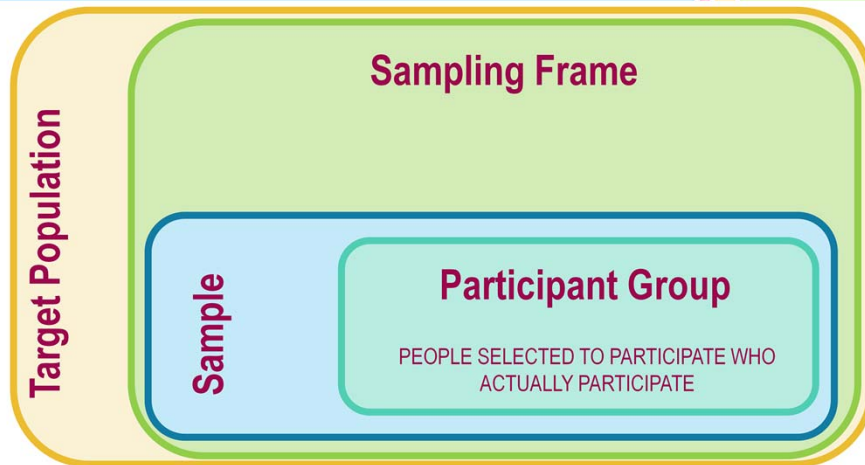 Target Population
Sampling Frame
Sample
Participant Group
PEOPLE SELECTED TO PARTICIPATE WHO
ACTUALLY PARTICIPATE